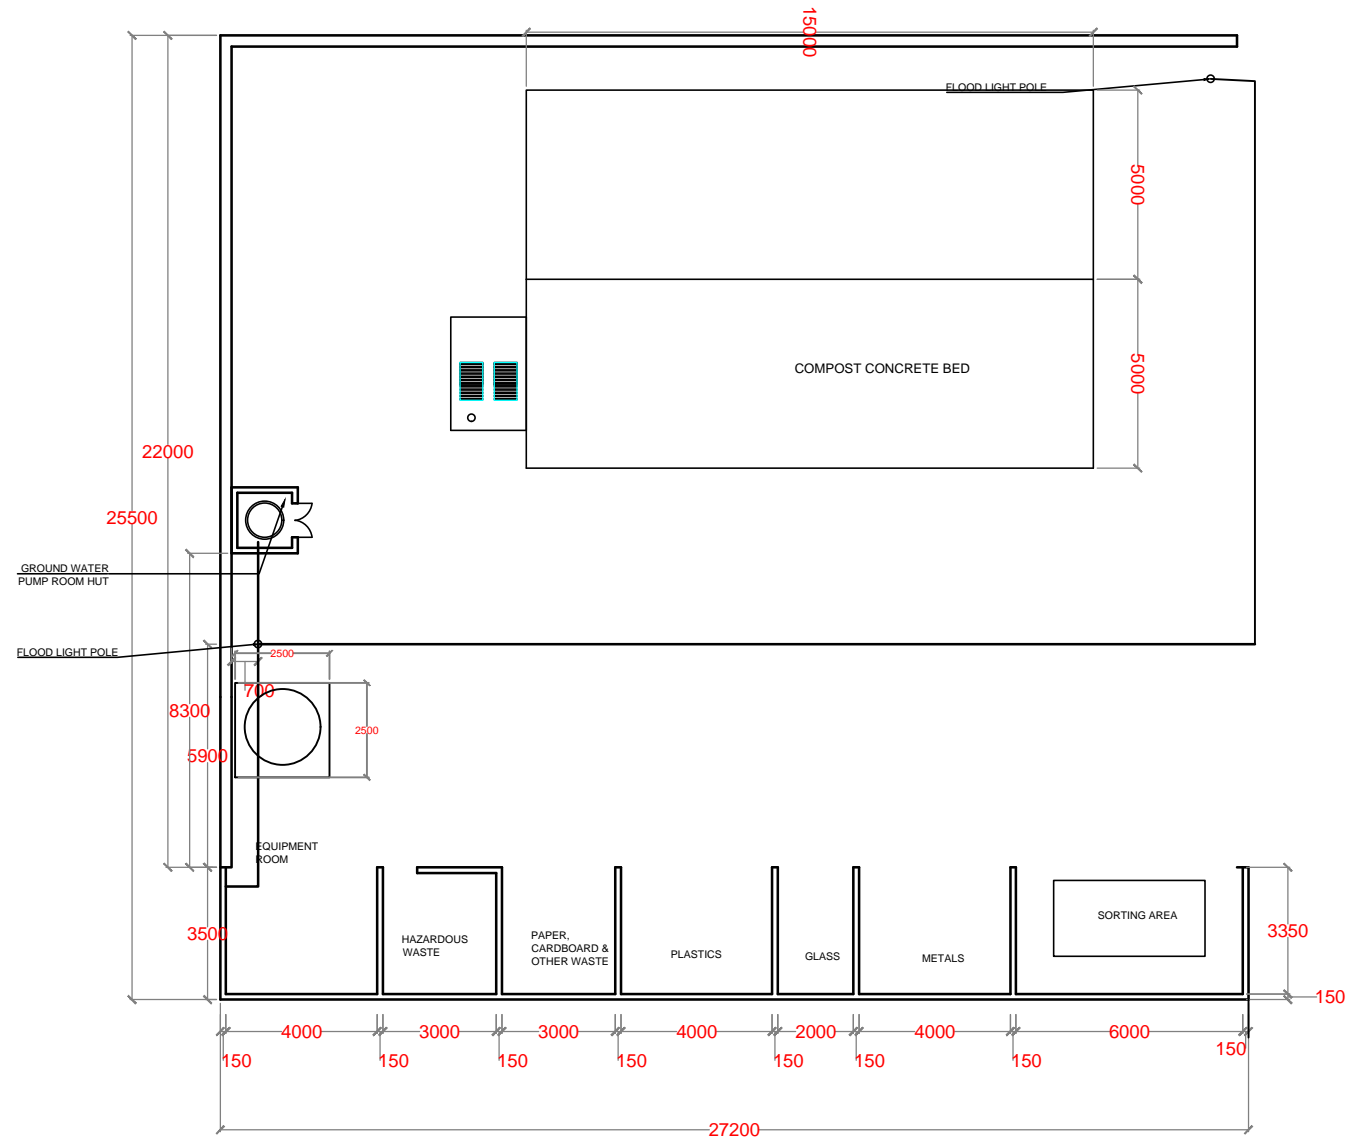 15000
FLOOD LIGHT POLE
5000
5000
COMPOST CONCRETE BED
22000
25500
GROUND WATER
PUMP ROOM HUT
FLOOD LIGHT POLE
2500
700
8300
2500
5900
EQUIPMENT
ROOM
3500
HAZARDOUS
WASTE
PAPER,
CARDBOARD &
OTHER WASTE
PLASTICS
GLASS
METALS
SORTING AREA
3350
150
4000
3000
3000
4000
2000
4000
6000
150
150
150
150
150
150
150
27200